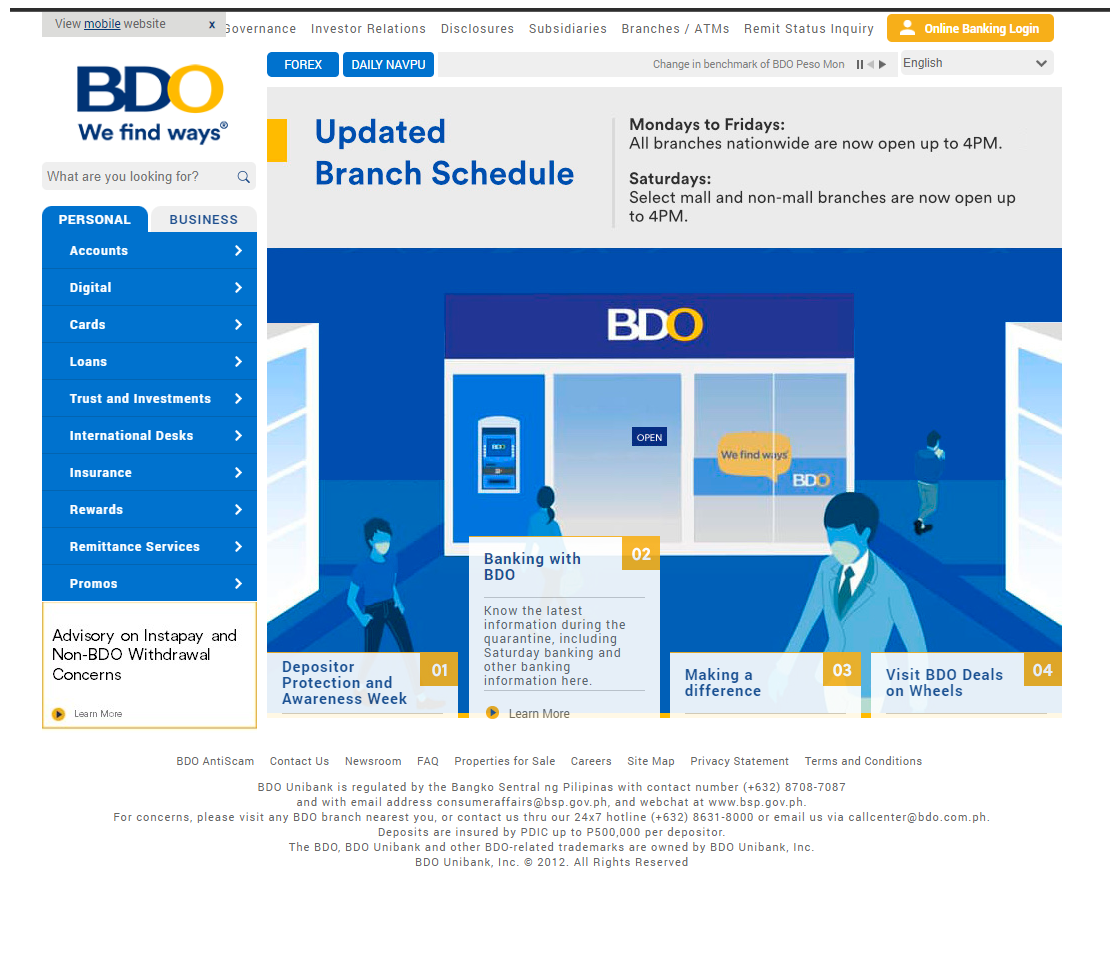 View mobile website x
Governance Investor Relations Disclosures Subsidiaries Branches / ATMs Remit Status Inquiry Online Banking Login
FOREX DAILY NAVPU Change in benchmark of BDO Peso Mon English
BDO
We find ways®
What are you looking for?
PERSONAL BUSINESS
Accounts
Digital
Cards
Loans
Trust and Investments
International Desks
Insurance
Rewards
Remittance Services
Promos
Advisory on Instapay and
Non-BDO Withdrawal
Concerns
Learn More
Updated
Branch Schedule
Mondays to Fridays:
All branches nationwide are now open up to 4PM.
Saturdays:
Select mall and non-mall branches are now open up
to 4PM.
BDO
BDO
OPEN
We find ways®
BDO
Depositor
Protection and
Awareness Week
01
Banking with
BDO
02
Know the latest
information during the
quarantine, including
Saturday banking and
other banking
information here.
Learn More
Making a
difference
03
Visit BDO Deals
on Wheels
04
BDO AntiScam Contact Us Newsroom FAQ Properties for Sale Careers Site Map Privacy Statement Terms and Conditions
BDO Unibank is regulated by the Bangko Sentral ng Pilipinas with contact number (+632) 8708-7087
and with email address consumeraffairs@bsp.gov.ph, and webchat at www.bsp.gov.ph.
For concerns, please visit any BDO branch nearest you, or contact us thru our 24x7 hotline (+632) 8631-8000 or email us via callcenter@bdo.com.ph.
Deposits are insured by PDIC up to P500,000 per depositor.
The BDO, BDO Unibank and other BDO-related trademarks are owned by BDO Unibank, Inc.
BDO Unibank, Inc. © 2012. All Rights Reserved